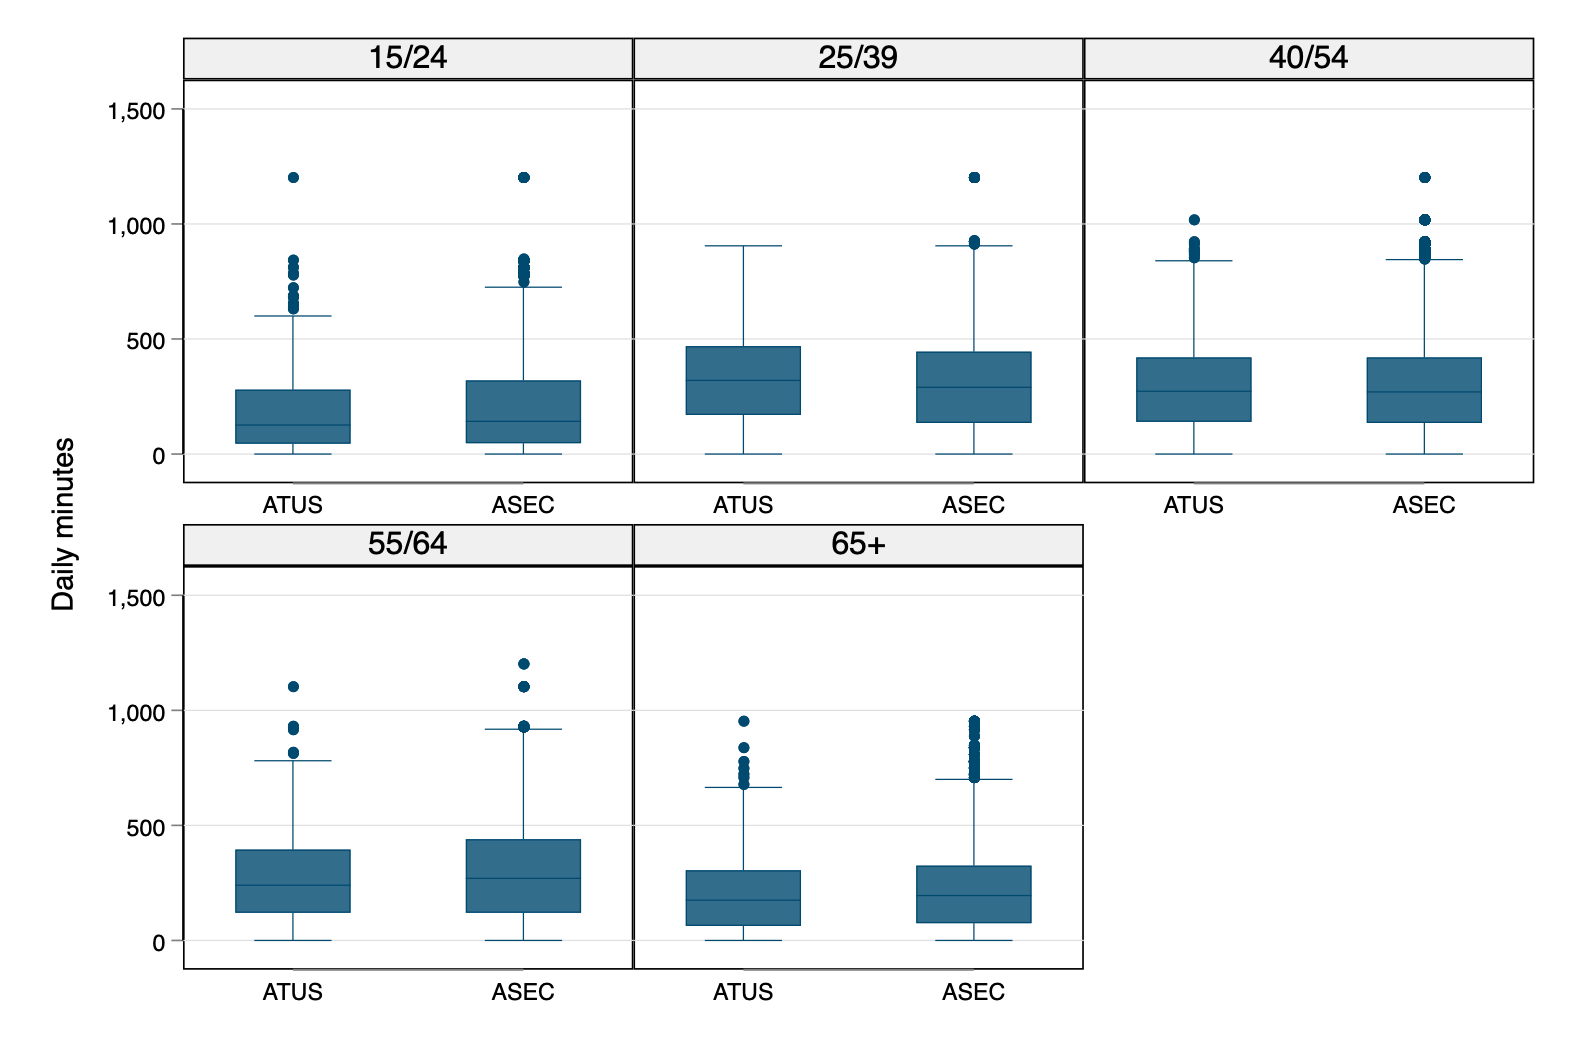 15/24 25/39 40/54
1,500
1,000
500
0
ATUS ASEC ATUS ASEC ATUS ASEC
Daily minutes
55/64 65+
1,500
1,000
500
0
ATUS ASEC ATUS ASEC